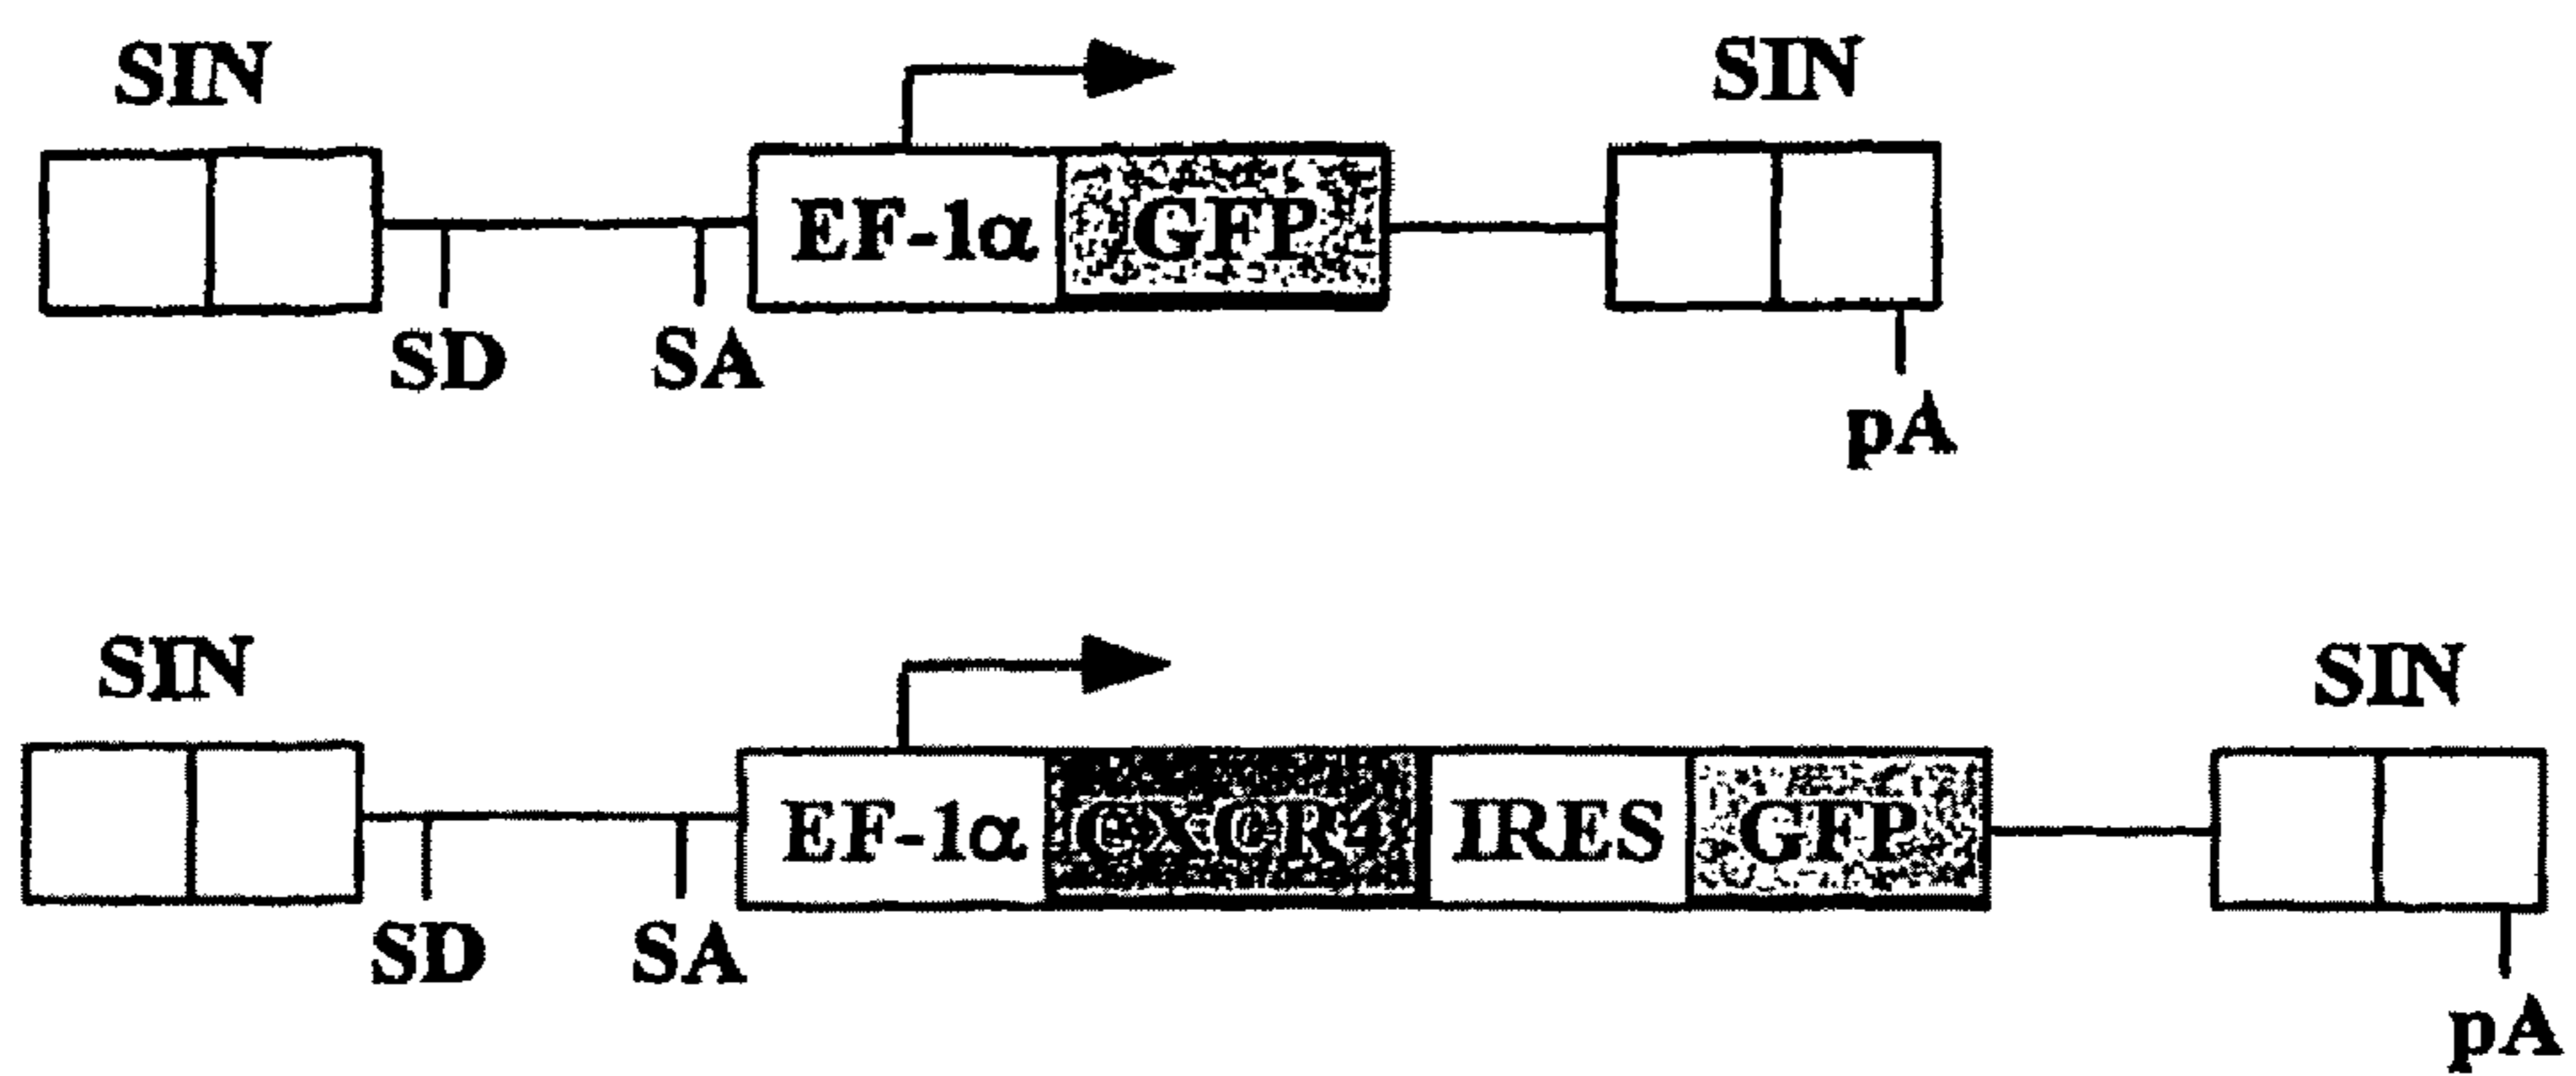 SIN SIN
EF-1α GFP
SD SA
pA
SIN SIN
EF-1α CXCR4 IRES GFP
SD SA
pA